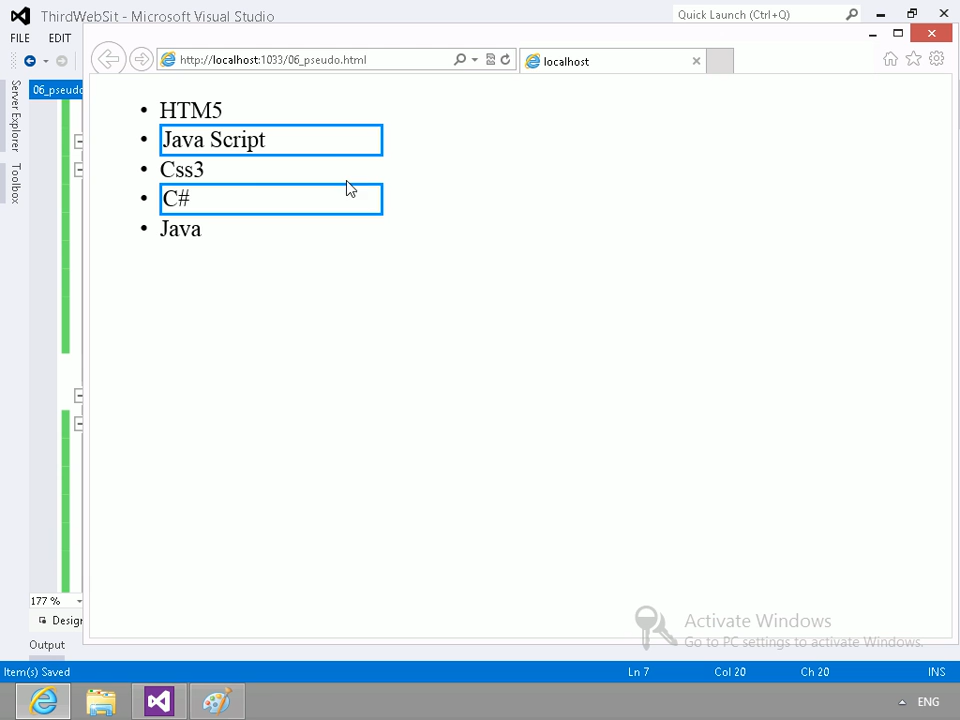 ThirdWebSit - Microsoft Visual Studio
Quick Launch (Ctrl+Q)
FILE EDIT
http://localhost:1033/06_pseudo.html
localhost
06_pseudo
Server Explorer
Toolbox
• HTM5
• Java Script
• Css3
• C#
• Java
177 %
Design
Output
Activate Windows
Go to PC settings to activate Windows.
Item(s) Saved
Ln 7
Col 20
Ch 20
INS
ENG